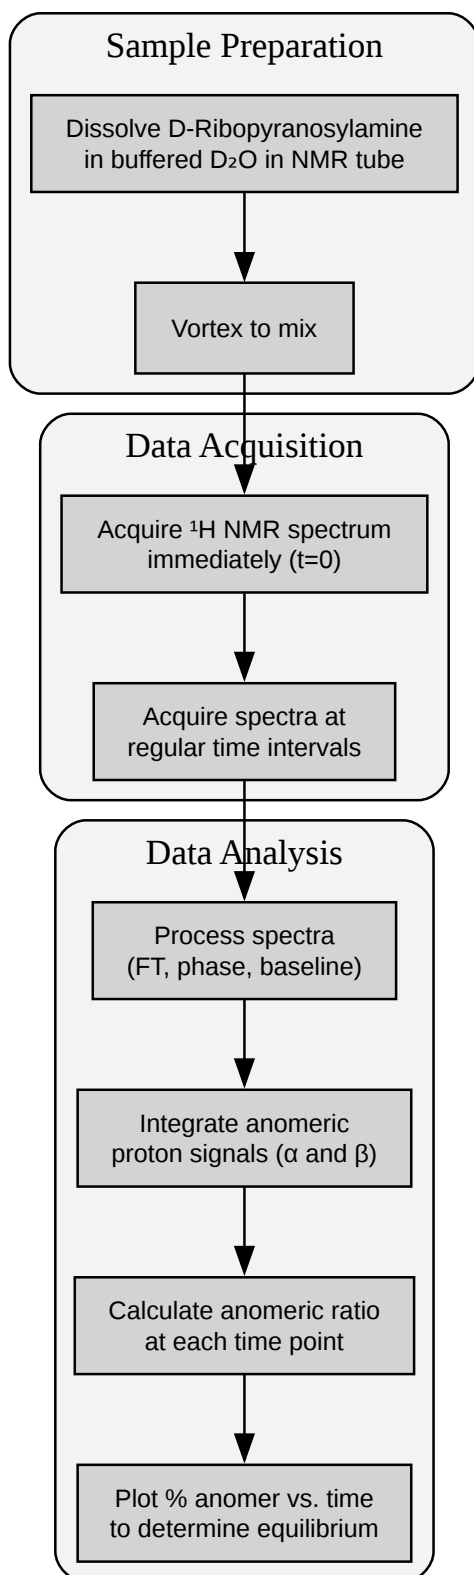 Sample Preparation
Dissolve D-Ribopyranosylamine
in buffered D₂O in NMR tube
Vortex to mix
Data Acquisition
Acquire ¹H NMR spectrum
immediately (t=0)
Acquire spectra at
regular time intervals
Data Analysis
Process spectra
(FT, phase, baseline)
Integrate anomeric
proton signals (α and β)
Calculate anomeric ratio
at each time point
Plot % anomer vs. time
to determine equilibrium